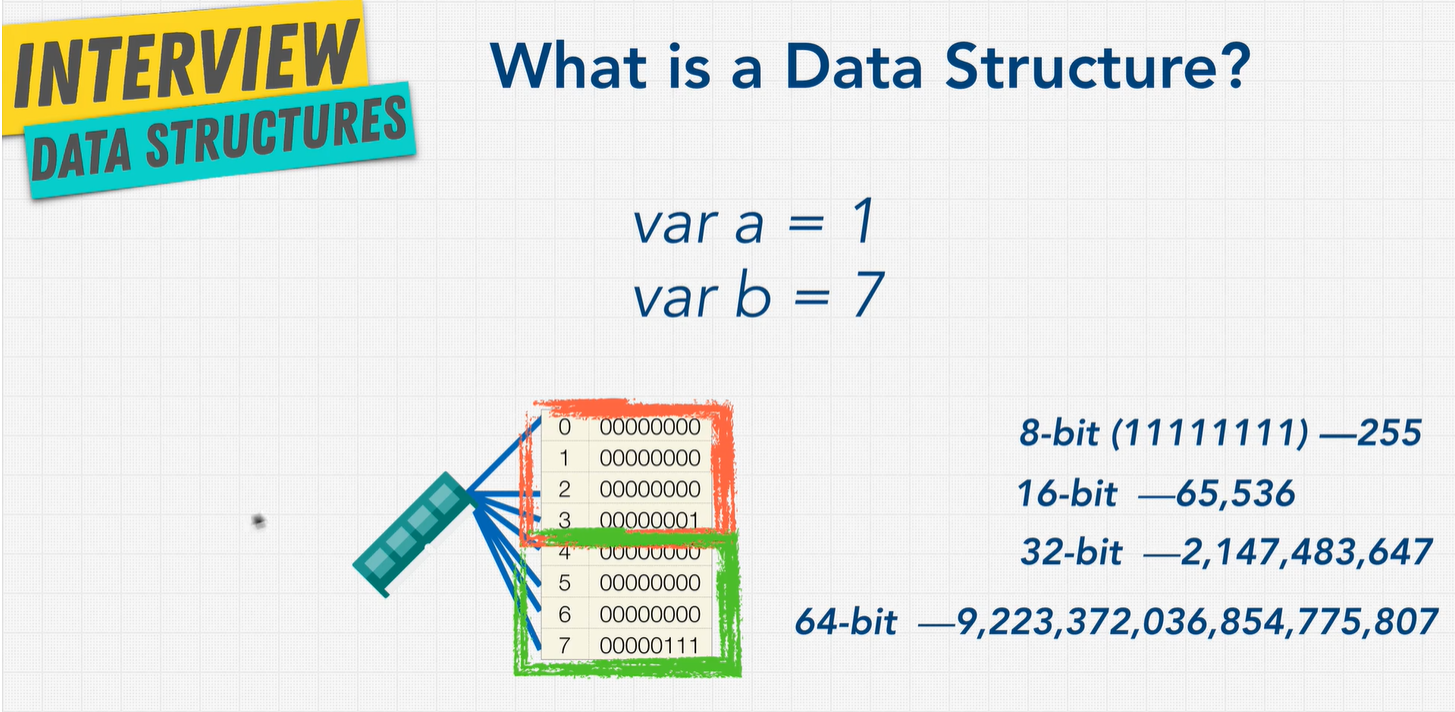 INTERVIEW
DATA STRUCTURES
What is a Data Structure?
var a = 1
var b = 7
0 00000000
1 00000000
2 00000000
3 00000001
4 00000000
5 00000000
6 00000000
7 00000111
8-bit (11111111) —255
16-bit —65,536
32-bit —2,147,483,647
64-bit —9,223,372,036,854,775,807